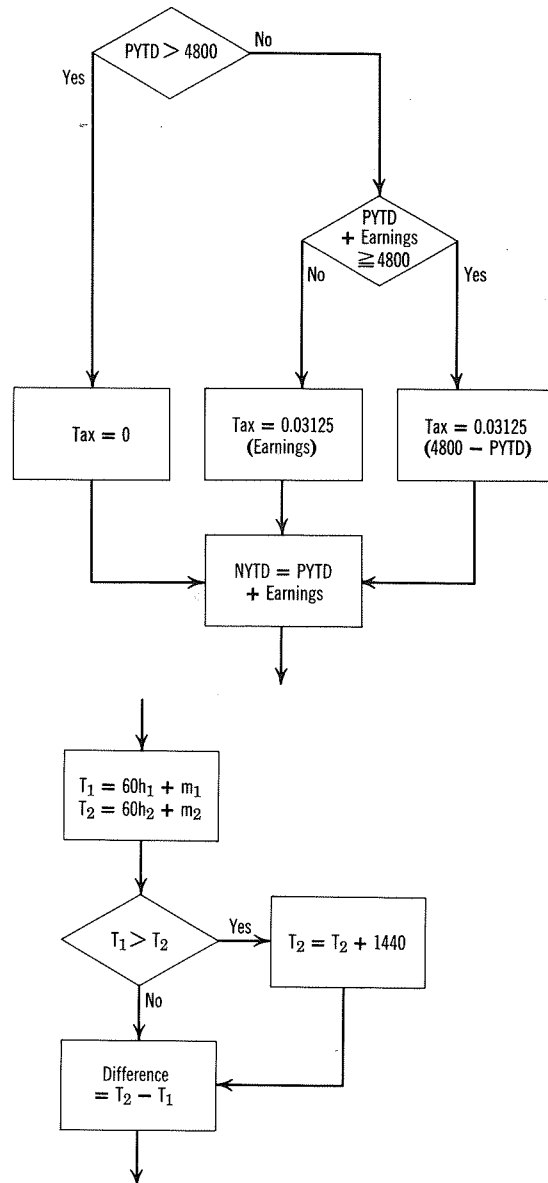 PYTD > 4800
No
Yes
PYTD
+ Earnings
≧ 4800
No
Yes
Tax = 0
Tax = 0.03125
(Earnings)
Tax = 0.03125
(4800 − PYTD)
NYTD = PYTD
+ Earnings
T₁ = 60h₁ + m₁
T₂ = 60h₂ + m₂
T₁ > T₂
Yes
T₂ = T₂ + 1440
No
Difference
= T₂ − T₁